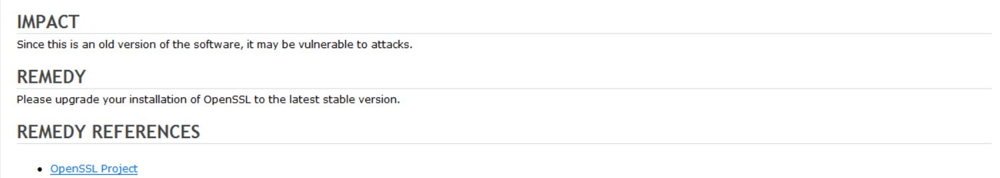 IMPACT
Since this is an old version of the software, it may be vulnerable to attacks.
REMEDY
Please upgrade your installation of OpenSSL to the latest stable version.
REMEDY REFERENCES
• OpenSSL Project